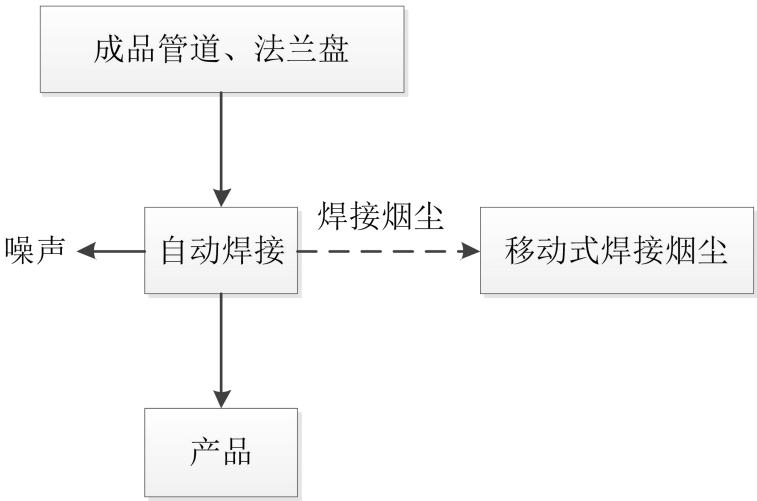 成品管道、法兰盘
焊接烟尘
噪声
自动焊接
移动式焊接烟尘
产品